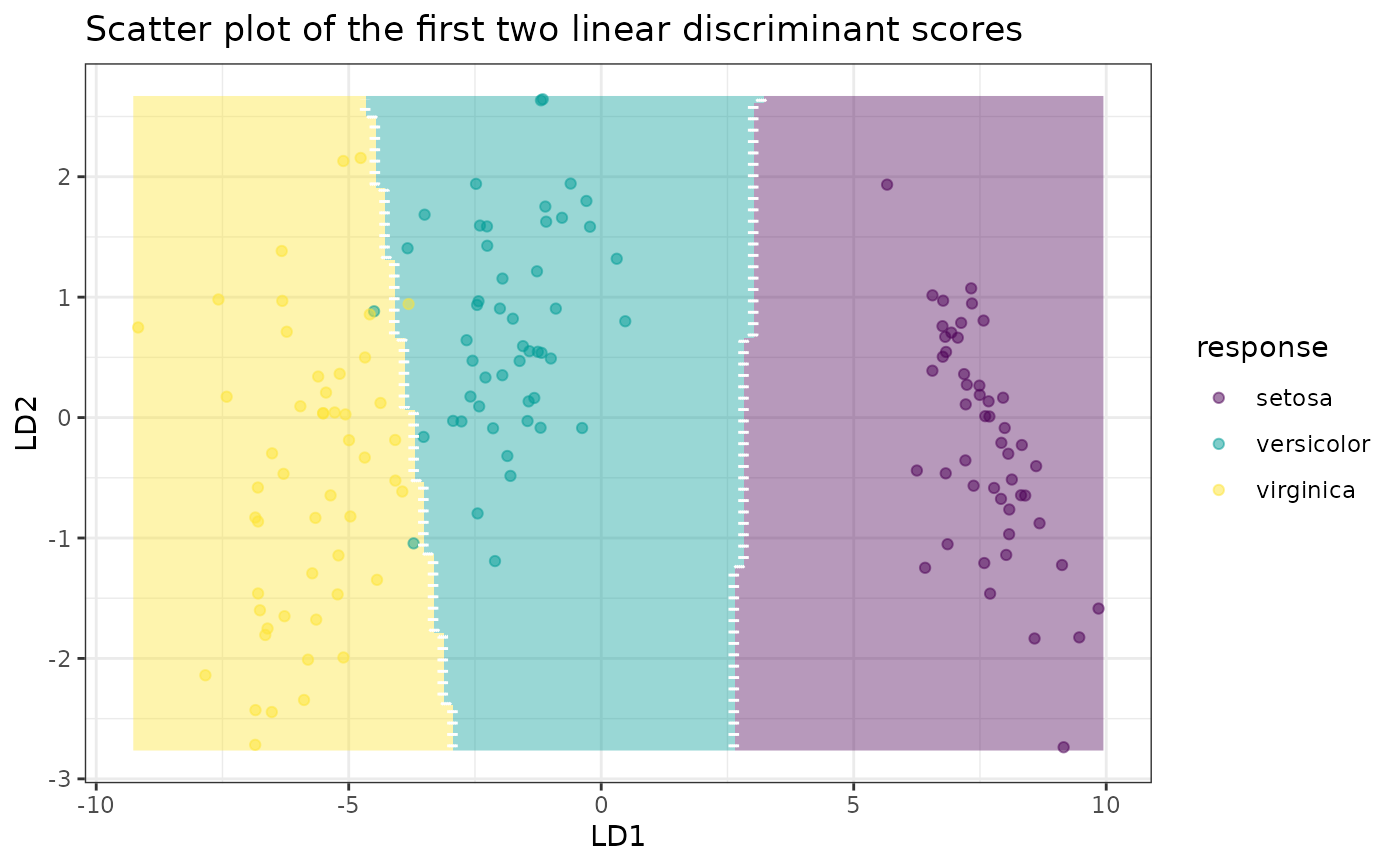 Scatter plot of the first two linear discriminant scores
LD2
2
1
0
-1
-2
-3
-10
-5
0
5
10
LD1
response
setosa
versicolor
virginica